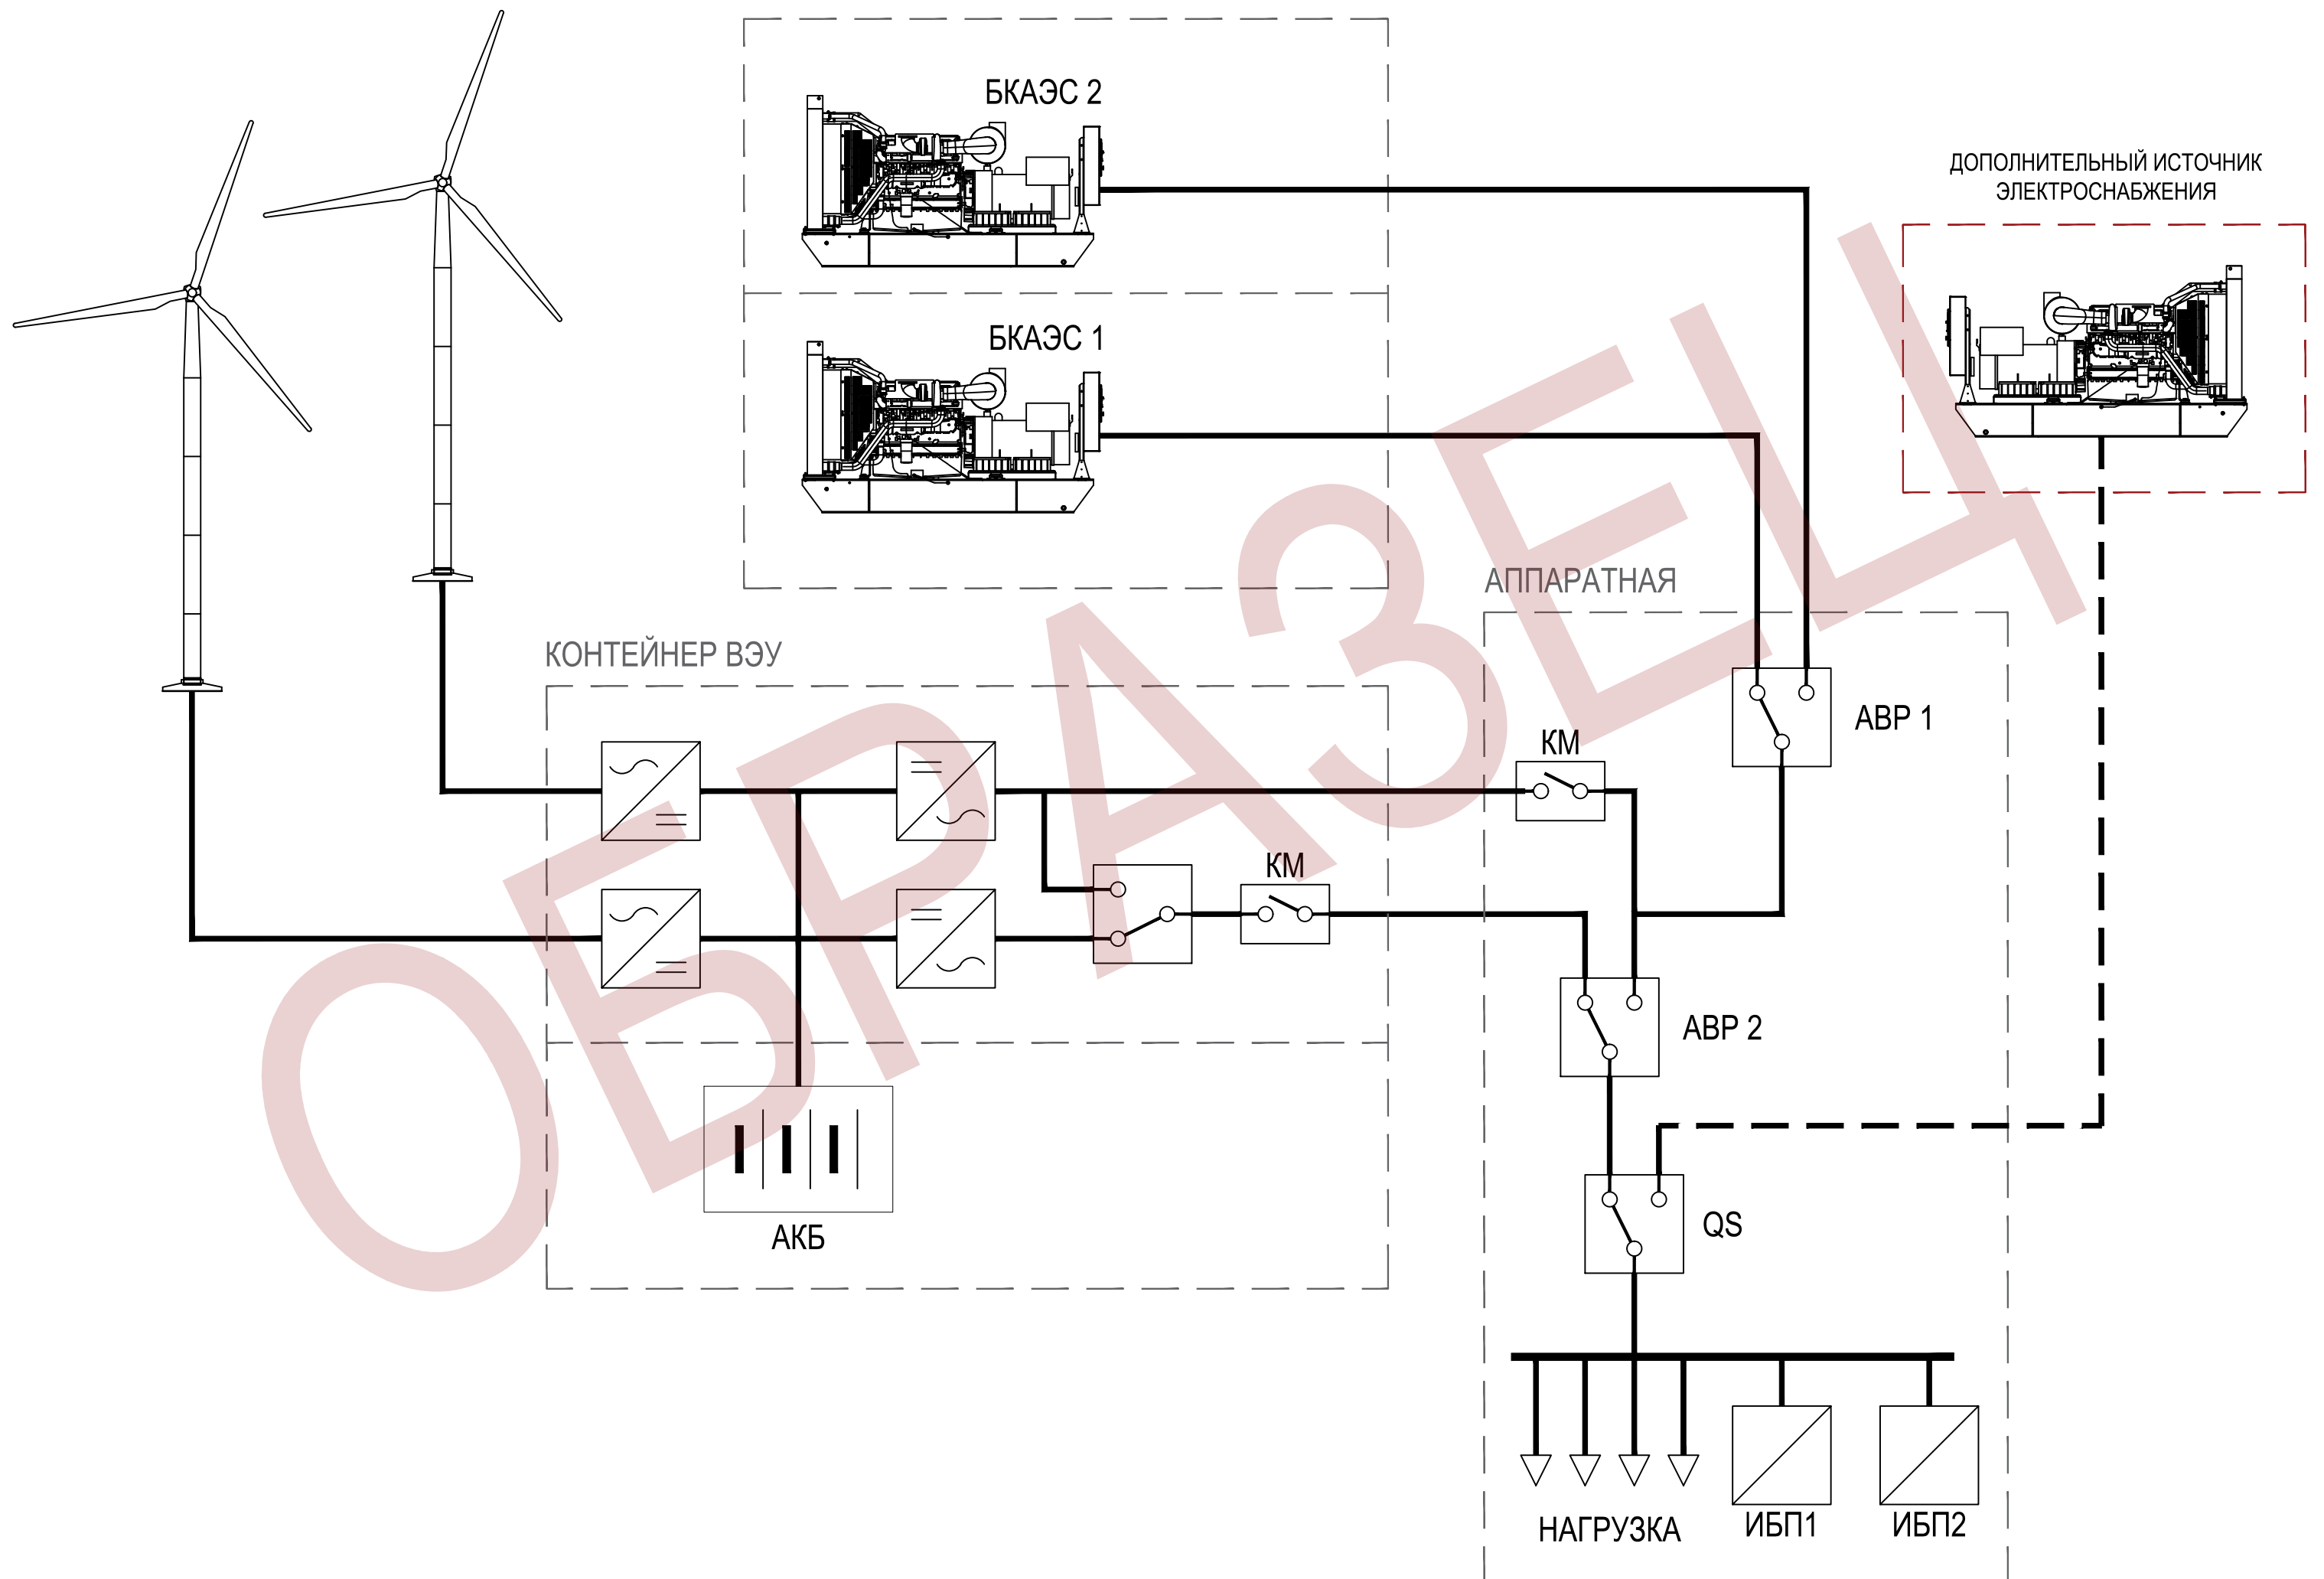 БКАЭС 2
ДОПОЛНИТЕЛЬНЫЙ ИСТОЧНИК
ЭЛЕКТРОСНАБЖЕНИЯ
БКАЭС 1
АППАРАТНАЯ
КОНТЕЙНЕР ВЭУ
АВР 1
КМ
КМ
АВР 2
АКБ
QS
НАГРУЗКА
ИБП1
ИБП2
ОБРАЗЕЦ